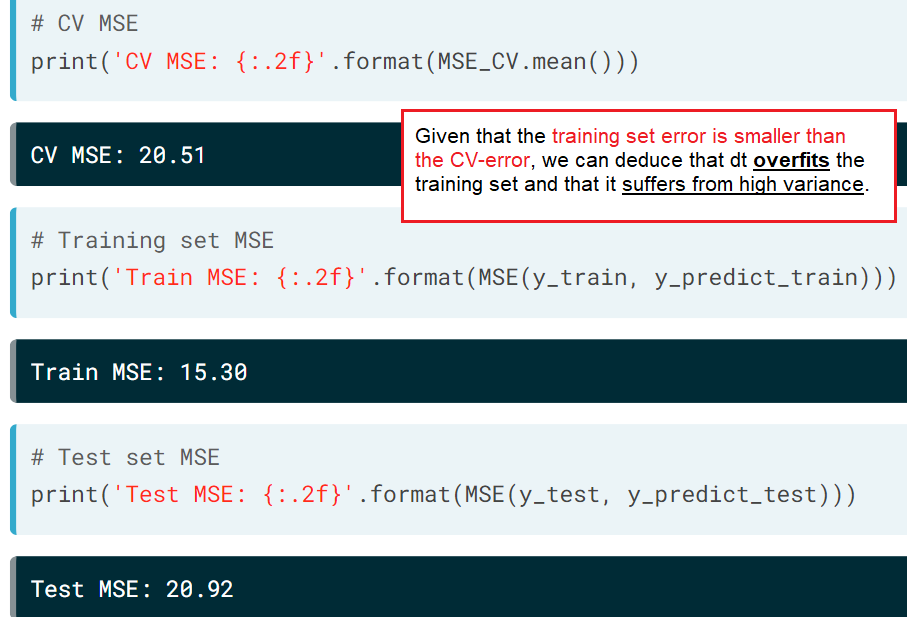 # CV MSE
print('CV MSE: {:.2f}'.format(MSE_CV.mean()))
CV MSE: 20.51
Given that the training set error is smaller than
the CV-error, we can deduce that dt overfits the
training set and that it suffers from high variance.
# Training set MSE
print('Train MSE: {:.2f}'.format(MSE(y_train, y_predict_train)))
Train MSE: 15.30
# Test set MSE
print('Test MSE: {:.2f}'.format(MSE(y_test, y_predict_test)))
Test MSE: 20.92